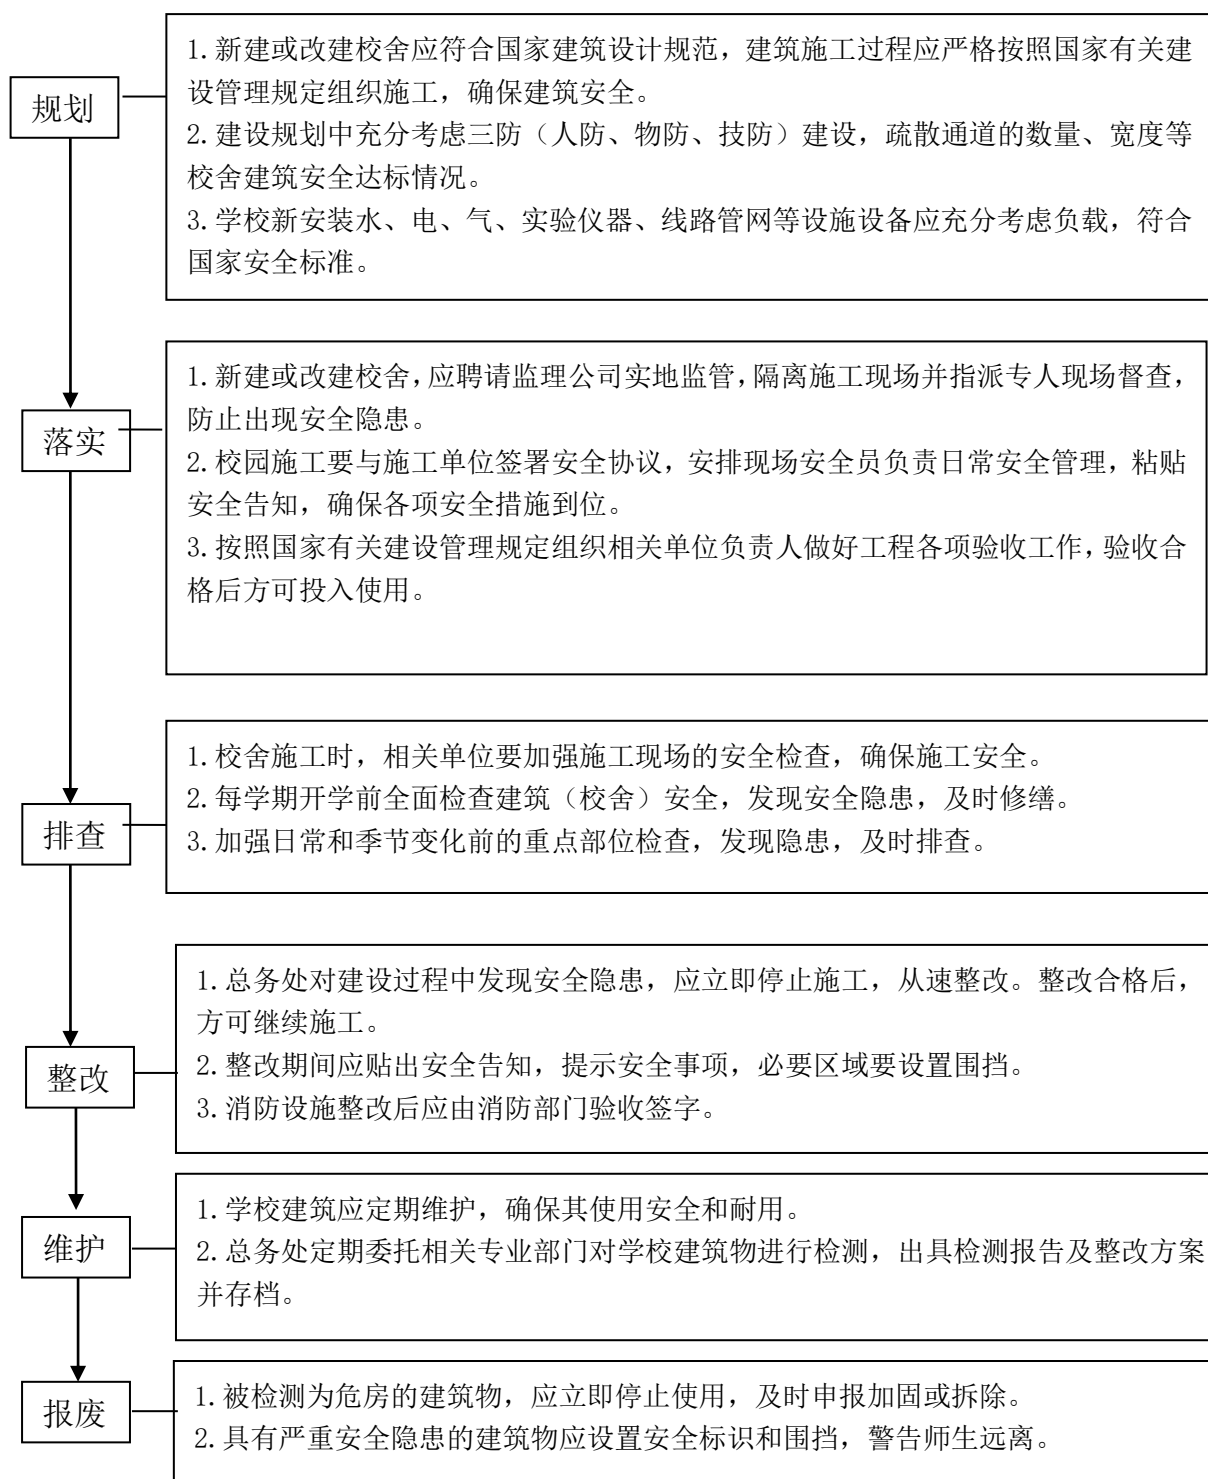 规划
1.新建或改建校舍应符合国家建筑设计规范，建筑施工过程应严格按照国家有关建
设管理规定组织施工，确保建筑安全。
2.建设规划中充分考虑三防（人防、物防、技防）建设，疏散通道的数量、宽度等
校舍建筑安全达标情况。
3.学校新安装水、电、气、实验仪器、线路管网等设施设备应充分考虑负载，符合
国家安全标准。
落实
1.新建或改建校舍，应聘请监理公司实地监管，隔离施工现场并指派专人现场督查，
防止出现安全隐患。
2.校园施工要与施工单位签署安全协议，安排现场安全员负责日常安全管理，粘贴
安全告知，确保各项安全措施到位。
3.按照国家有关建设管理规定组织相关单位负责人做好工程各项验收工作，验收合
格后方可投入使用。
排查
1.校舍施工时，相关单位要加强施工现场的安全检查，确保施工安全。
2.每学期开学前全面检查建筑（校舍）安全，发现安全隐患，及时修缮。
3.加强日常和季节变化前的重点部位检查，发现隐患，及时排查。
整改
1.总务处对建设过程中发现安全隐患，应立即停止施工，从速整改。整改合格后，
方可继续施工。
2.整改期间应贴出安全告知，提示安全事项，必要区域要设置围挡。
3.消防设施整改后应由消防部门验收签字。
维护
1.学校建筑应定期维护，确保其使用安全和耐用。
2.总务处定期委托相关专业部门对学校建筑物进行检测，出具检测报告及整改方案
并存档。
报废
1.被检测为危房的建筑物，应立即停止使用，及时申报加固或拆除。
2.具有严重安全隐患的建筑物应设置安全标识和围挡，警告师生远离。